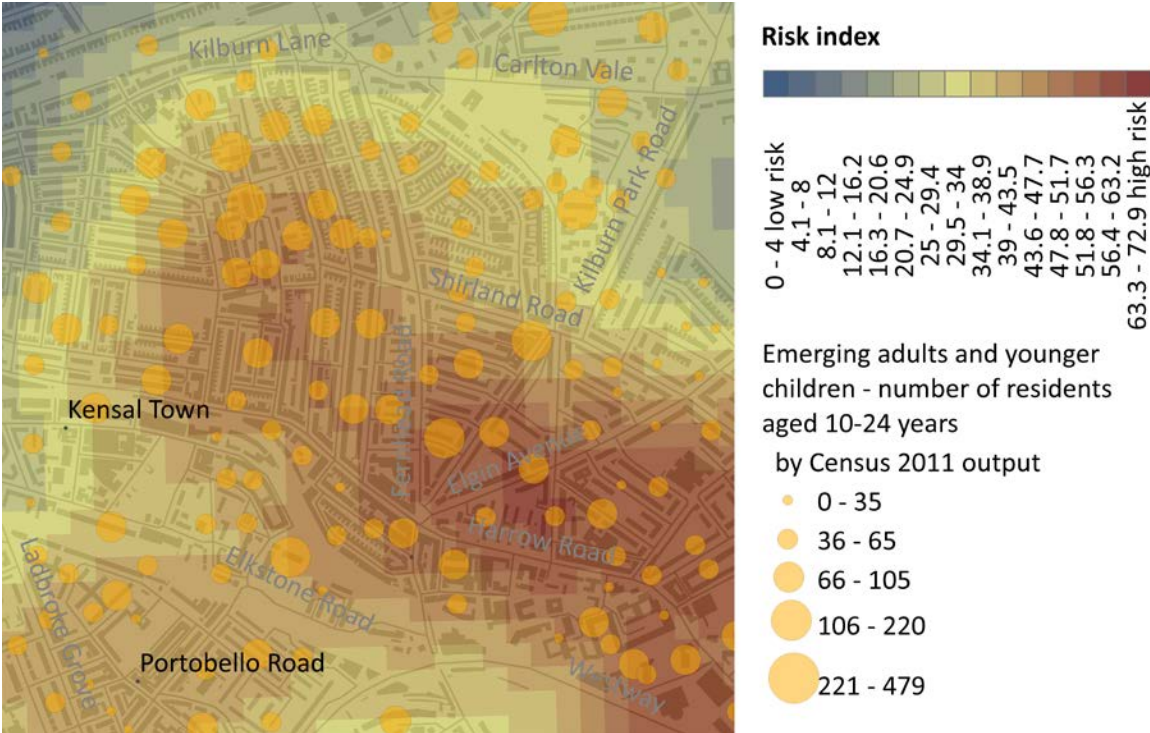 Kilburn Lane
Carlton Vale
Kilburn Park Road
Shirland Road
Fernhead Road
Kensal Town
Elgin Avenue
Harrow Road
Elkstone Road
Ladbroke Grove
Portobello Road
Westway
Risk index
0 - 4 low risk
4.1 - 8
8.1 - 12
12.1 - 16.2
16.3 - 20.6
20.7 - 24.9
25 - 29.4
29.5 - 34
34.1 - 38.9
39 - 43.5
43.6 - 47.7
47.8 - 51.7
51.8 - 56.3
56.4 - 63.2
63.3 - 72.9 high risk
Emerging adults and younger
children - number of residents
aged 10-24 years
by Census 2011 output
0 - 35
36 - 65
66 - 105
106 - 220
221 - 479